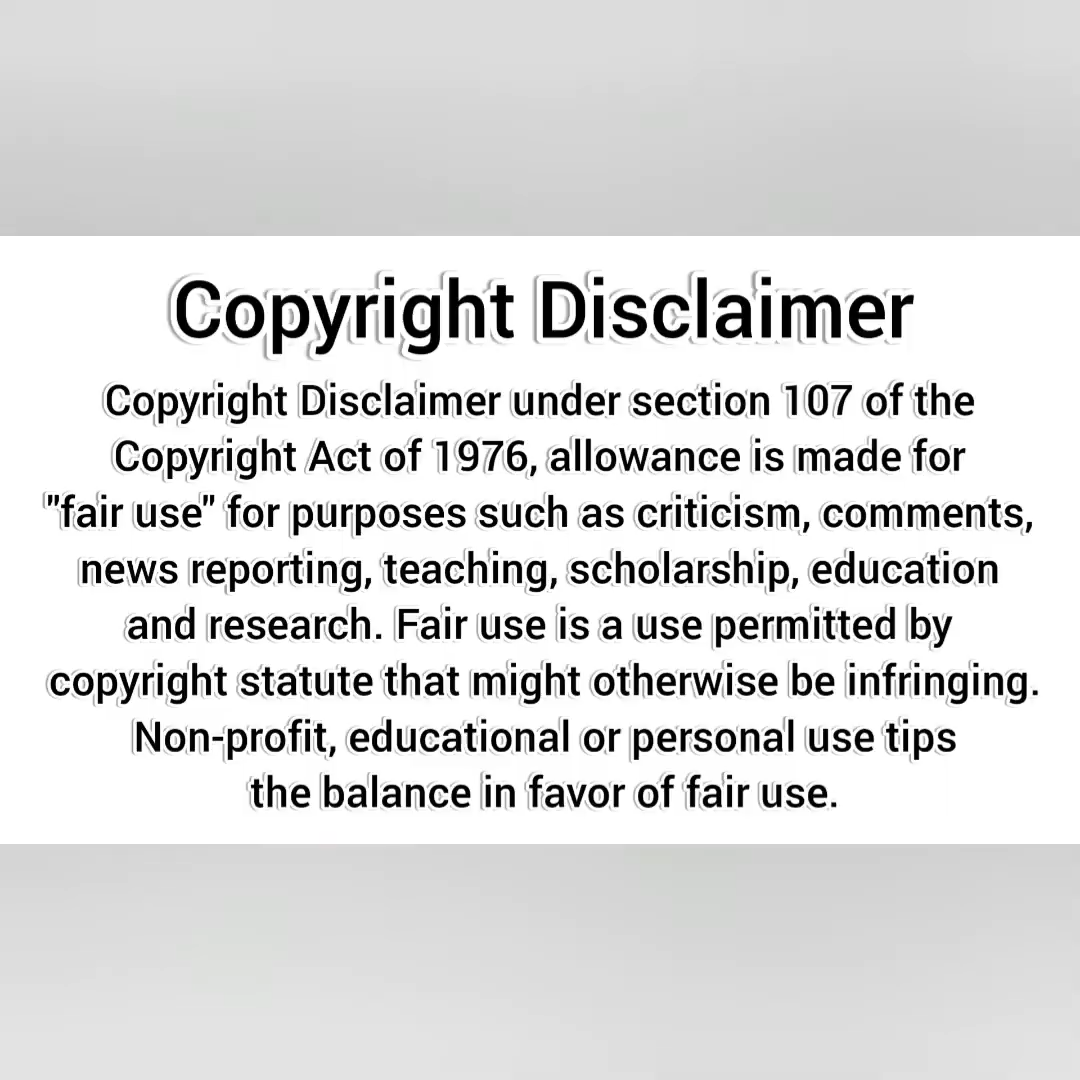 Copyright Disclaimer
Copyright Disclaimer under section 107 of the
Copyright Act of 1976, allowance is made for
"fair use" for purposes such as criticism, comments,
news reporting, teaching, scholarship, education
and research. Fair use is a use permitted by
copyright statute that might otherwise be infringing.
Non-profit, educational or personal use tips
the balance in favor of fair use.